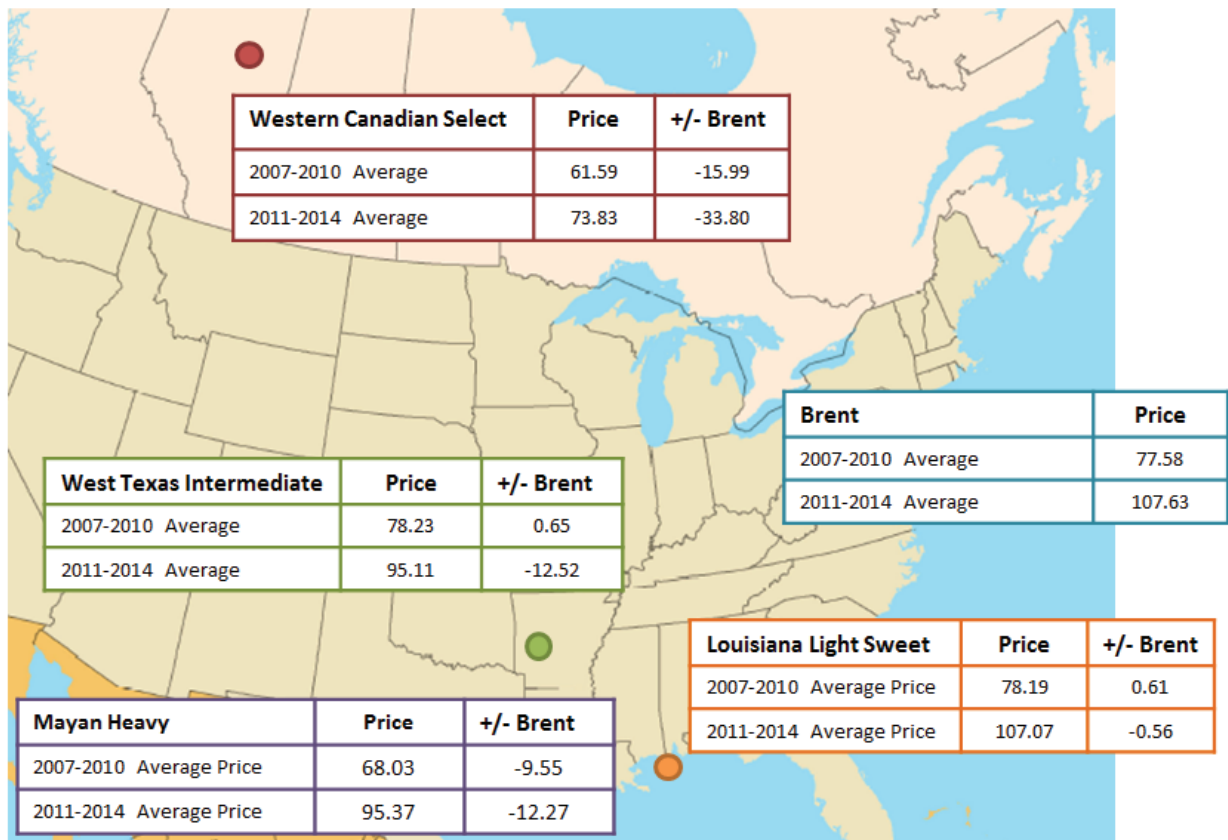 Western Canadian Select Price +/- Brent
2007-2010 Average 61.59 -15.99
2011-2014 Average 73.83 -33.80
Brent Price
2007-2010 Average 77.58
2011-2014 Average 107.63
West Texas Intermediate Price +/- Brent
2007-2010 Average 78.23 0.65
2011-2014 Average 95.11 -12.52
Louisiana Light Sweet Price +/- Brent
2007-2010 Average Price 78.19 0.61
2011-2014 Average Price 107.07 -0.56
Mayan Heavy Price +/- Brent
2007-2010 Average Price 68.03 -9.55
2011-2014 Average Price 95.37 -12.27